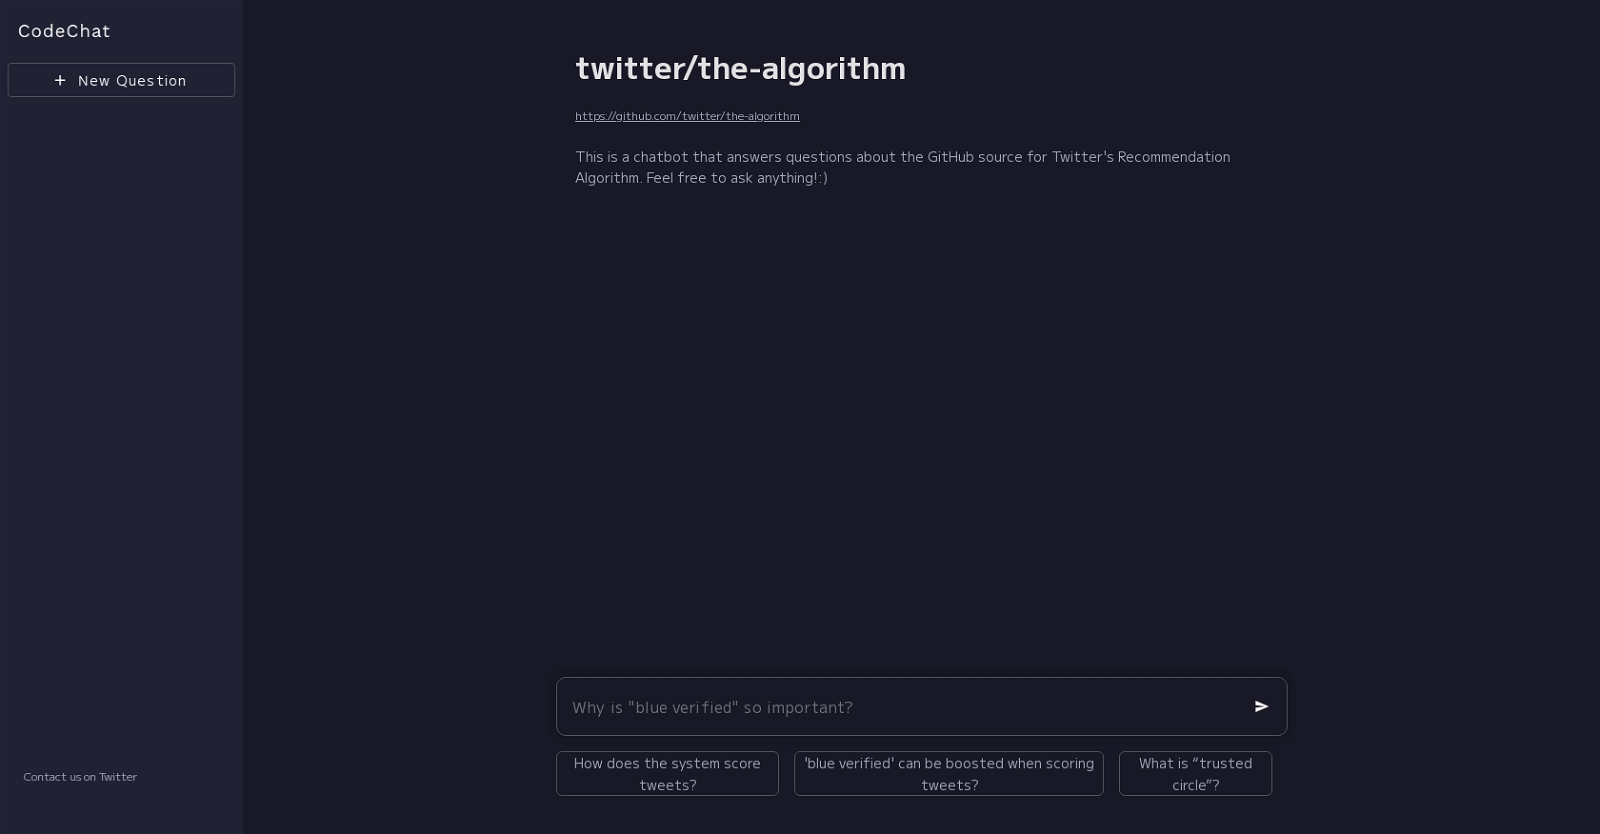 CodeChat
+ New Question
twitter/the-algorithm
https://github.com/twitter/the-algorithm
This is a chatbot that answers questions about the GitHub source for Twitter's Recommendation
Algorithm. Feel free to ask anything!:)
Why is "blue verified" so important?
How does the system score
tweets?
'blue verified' can be boosted when scoring
tweets?
What is “trusted
circle”?
Contact us on Twitter